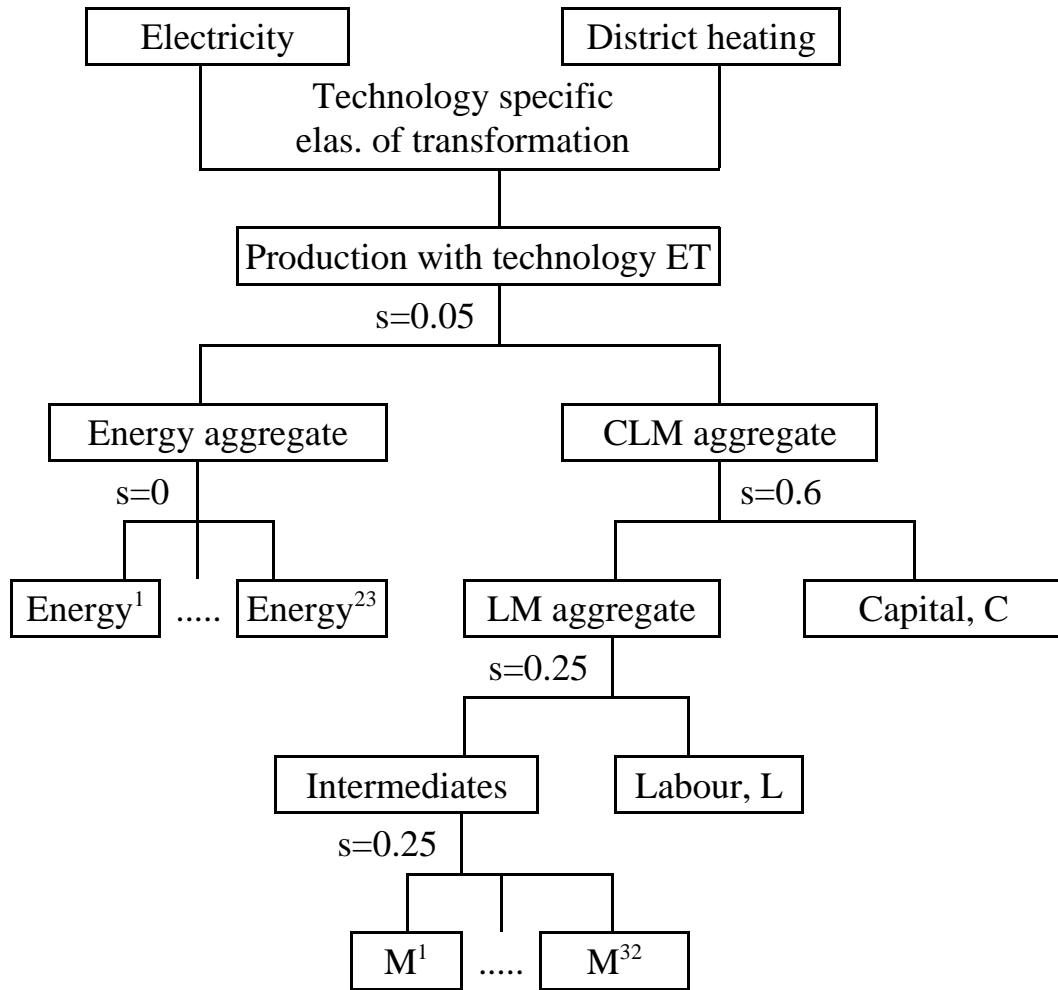 Electricity
District heating
Technology specific
elas. of transformation
Production with technology ET
s=0.05
Energy aggregate
CLM aggregate
s=0
s=0.6
Energy¹ ..... Energy²³
LM aggregate
Capital, C
s=0.25
Intermediates
Labour, L
s=0.25
M¹ ..... M³²